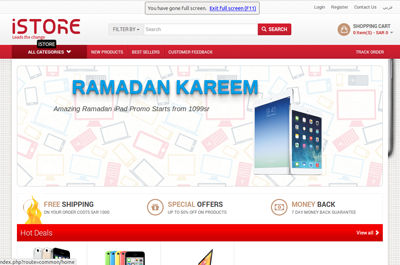 You have gone full screen. Exit full screen (F11)
Login Register Contact Us عربي
iSTORE
Leads the change
FILTER BY Search SEARCH
SHOPPING CART
0 Item(S) - SAR 0
iSTORE
ALL CATEGORIES NEW PRODUCTS BEST SELLERS CUSTOMER FEEDBACK TRACK ORDER
RAMADAN KAREEM
Amazing Ramadan iPad Promo Starts from 1099sr
FREE SHIPPING
ON YOUR ORDER SAR 1000
SPECIAL OFFERS
UP TO 50% OFF ON PRODUCTS
MONEY BACK
7 DAY MONEY BACK GUARANTEE
Hot Deals View all
index.php?route=common/home